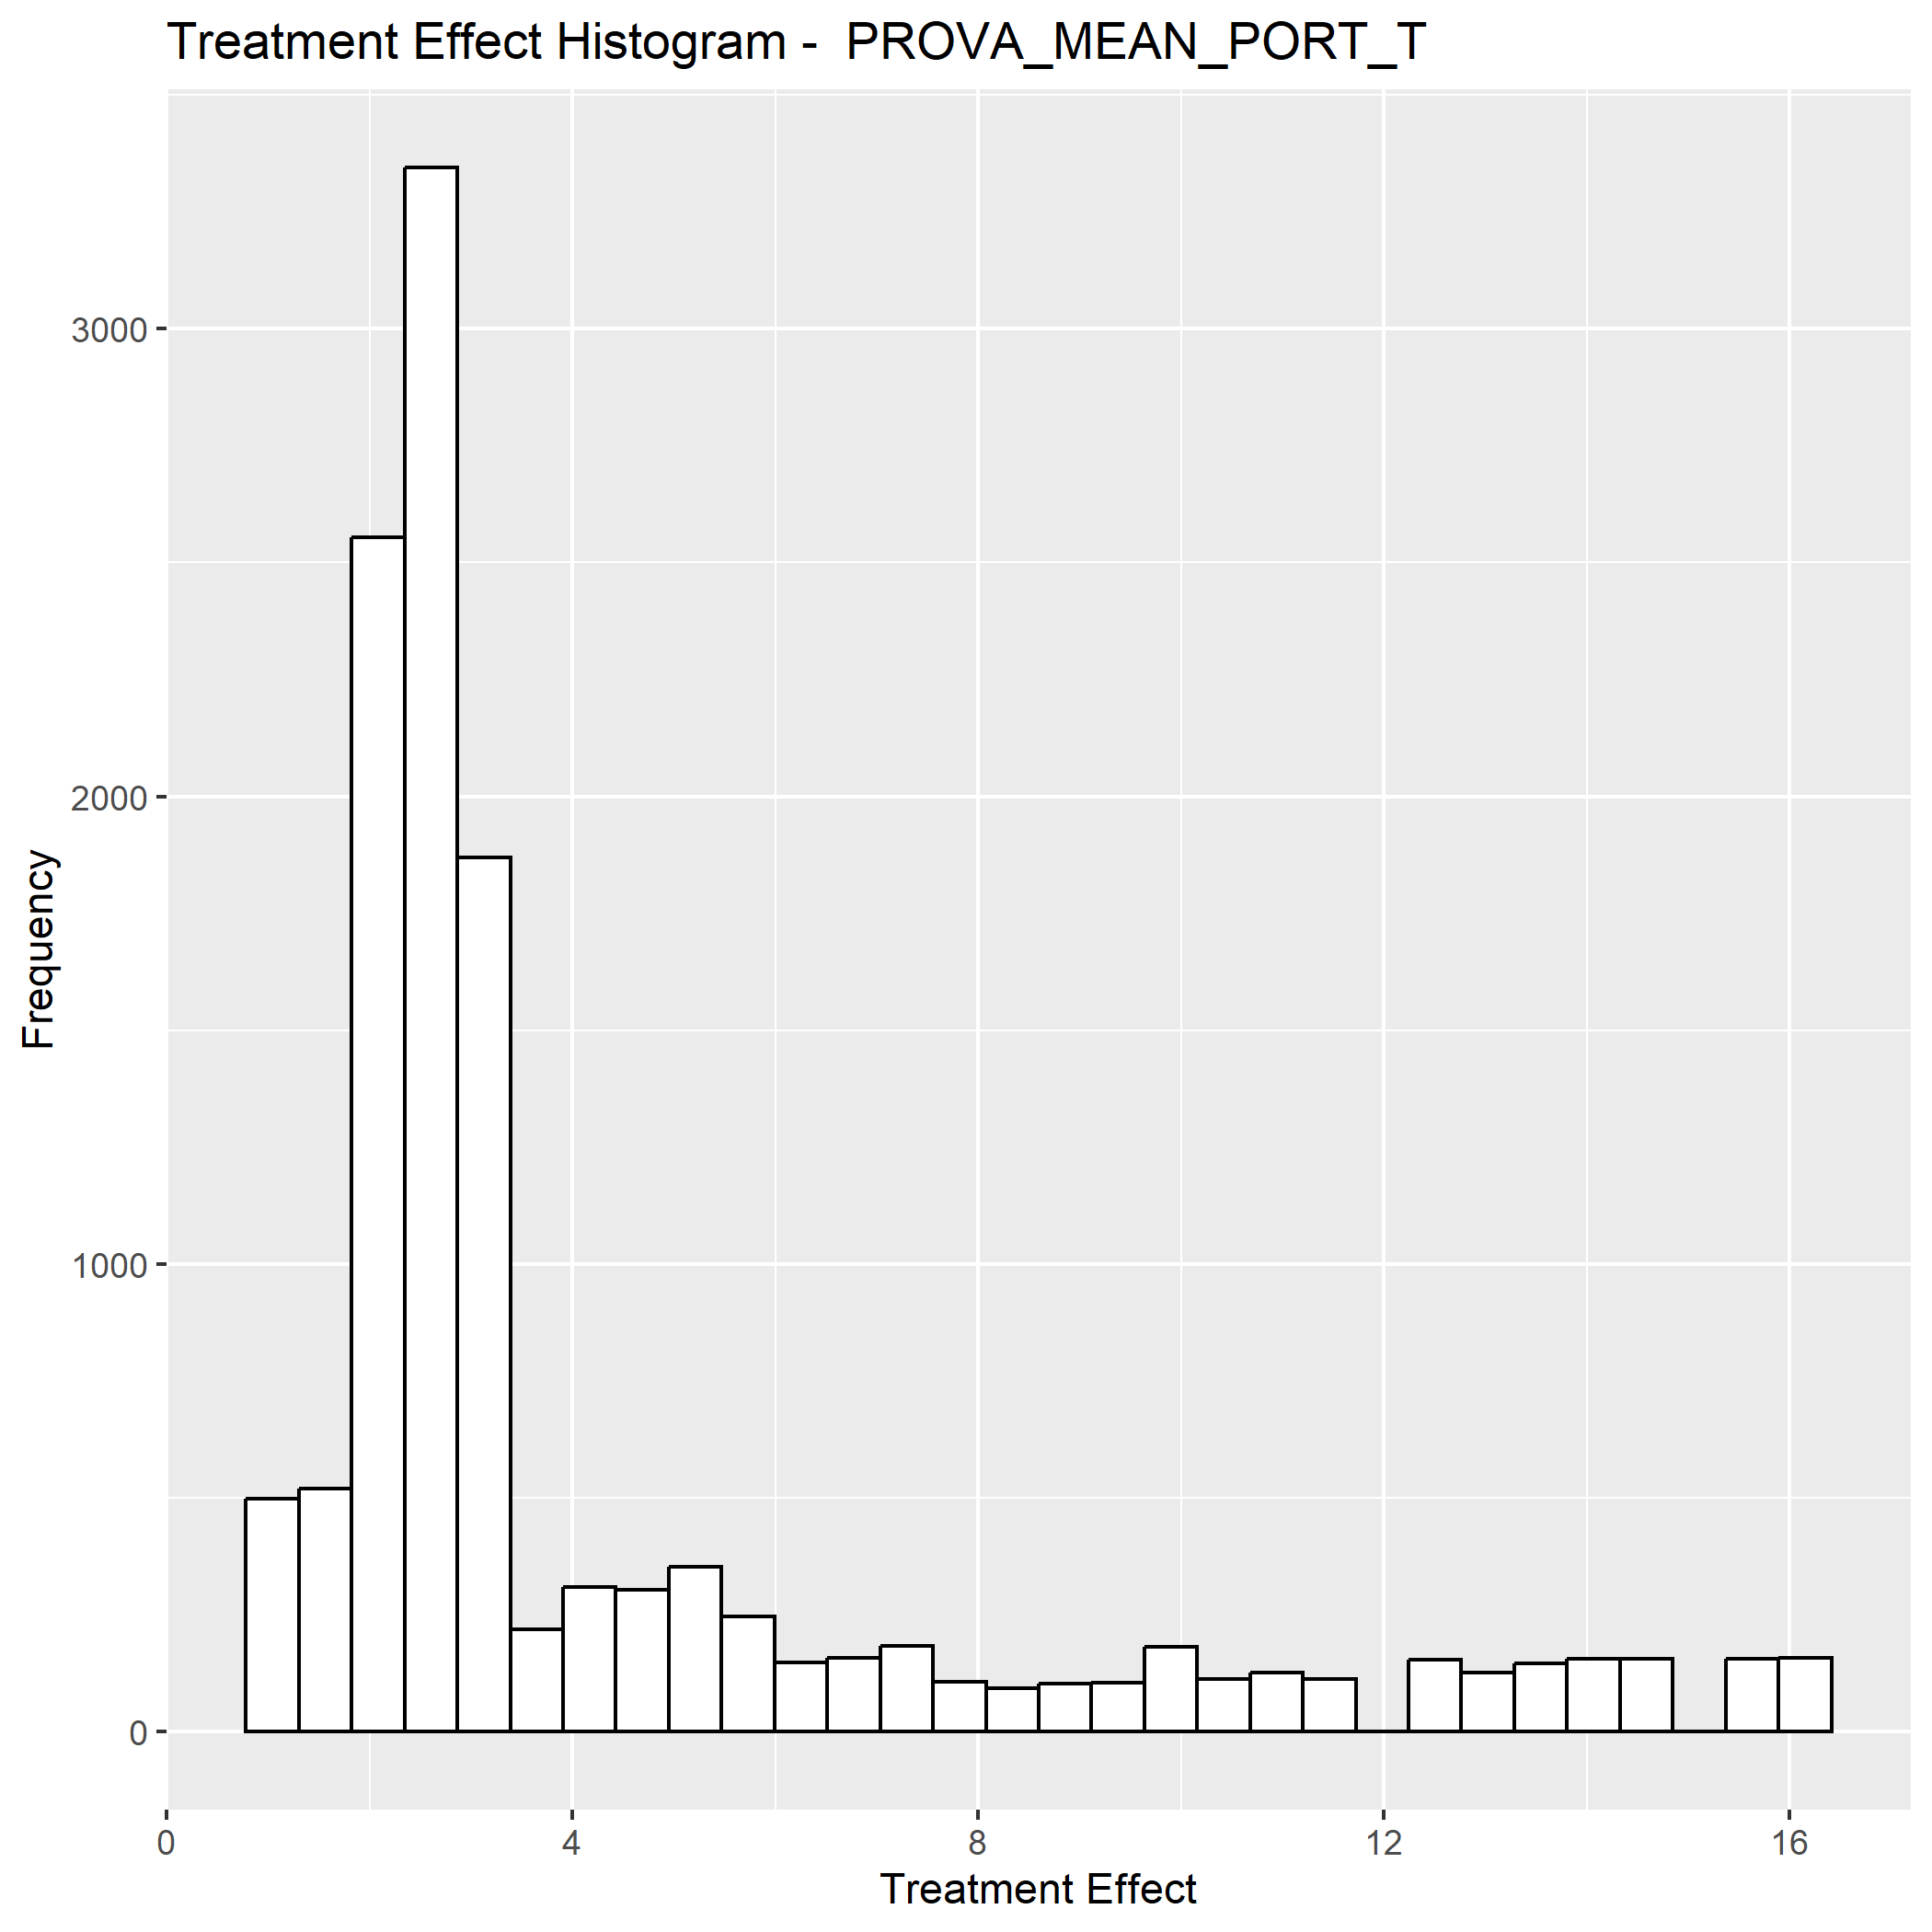 Treatment Effect Histogram -  PROVA_MEAN_PORT_T
Frequency
3000
2000
1000
0
0 4 8 12 16
Treatment Effect